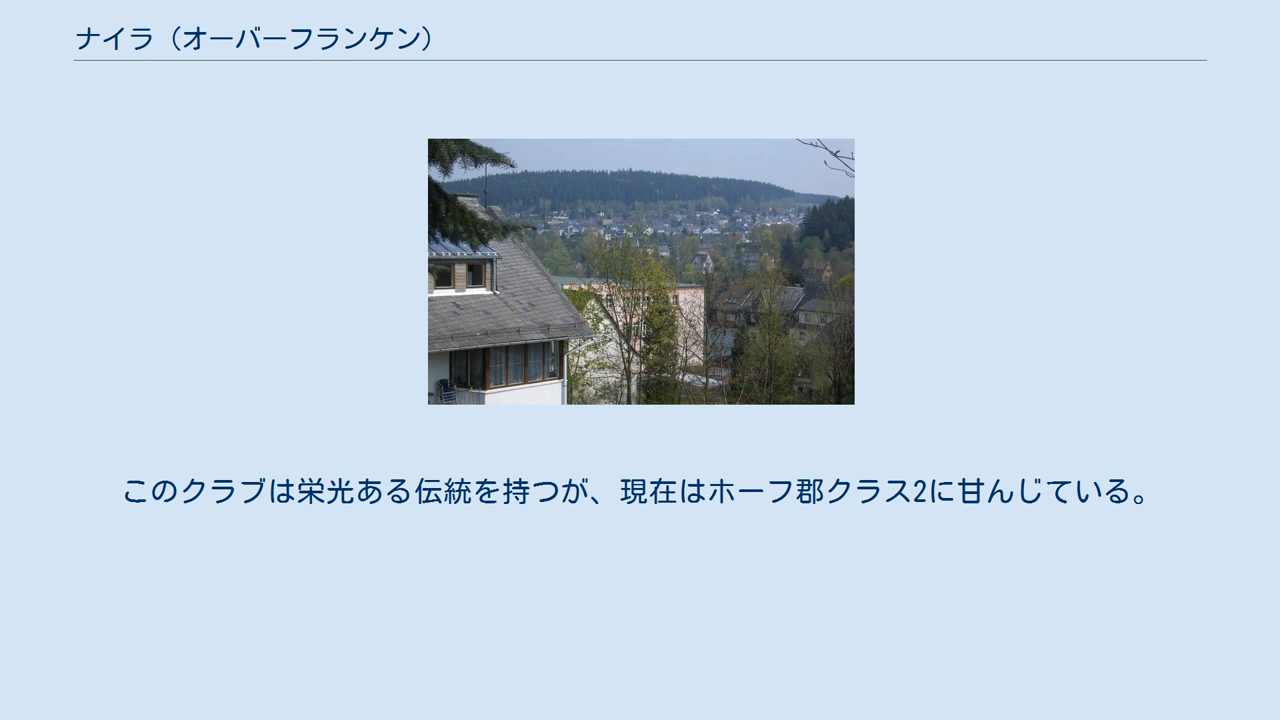 ナイラ（オーバーフランケン）
このクラブは栄光ある伝統を持つが、現在はホーフ郡クラス2に甘んじている。